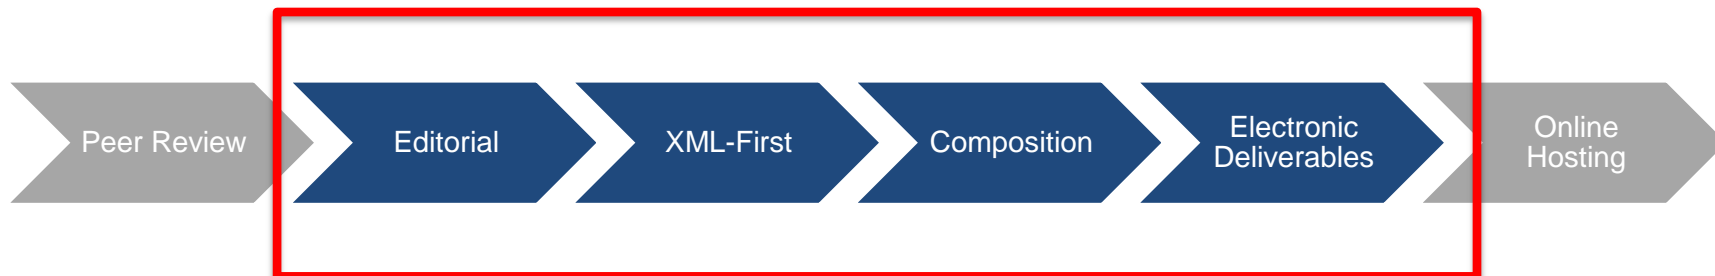 Peer Review
Editorial
XML-First
Composition
Electronic
Deliverables
Online
Hosting